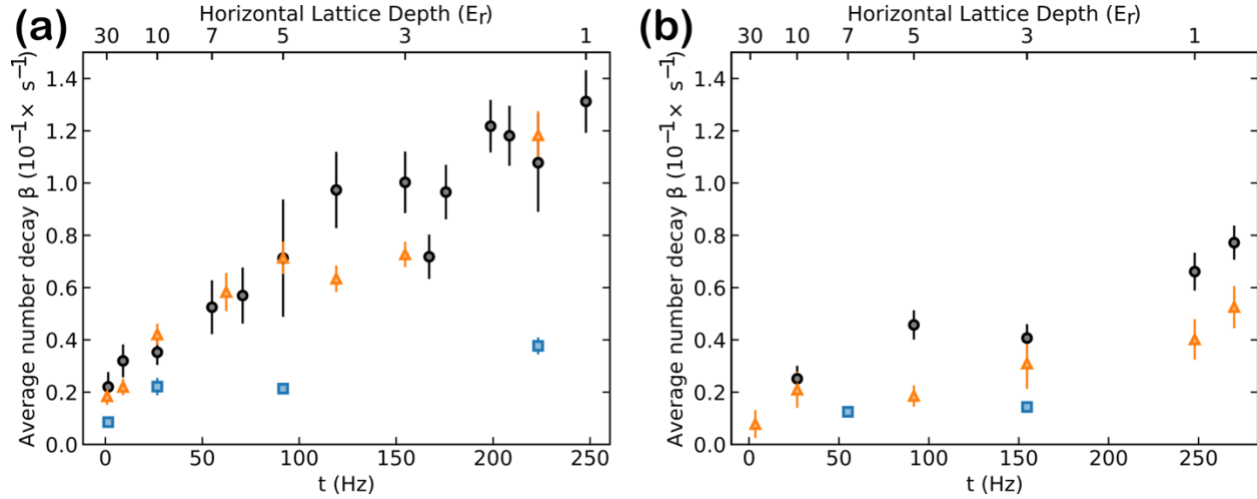 (a)
Horizontal Lattice Depth (Eᵣ)
30 10 7 5 3 1
Average number decay β (10⁻¹ × s⁻¹)
1.4
1.2
1.0
0.8
0.6
0.4
0.2
0.0
0 50 100 150 200 250
t (Hz)
(b)
Horizontal Lattice Depth (Eᵣ)
30 10 7 5 3 1
Average number decay β (10⁻¹ × s⁻¹)
1.4
1.2
1.0
0.8
0.6
0.4
0.2
0.0
0 50 100 150 200 250
t (Hz)